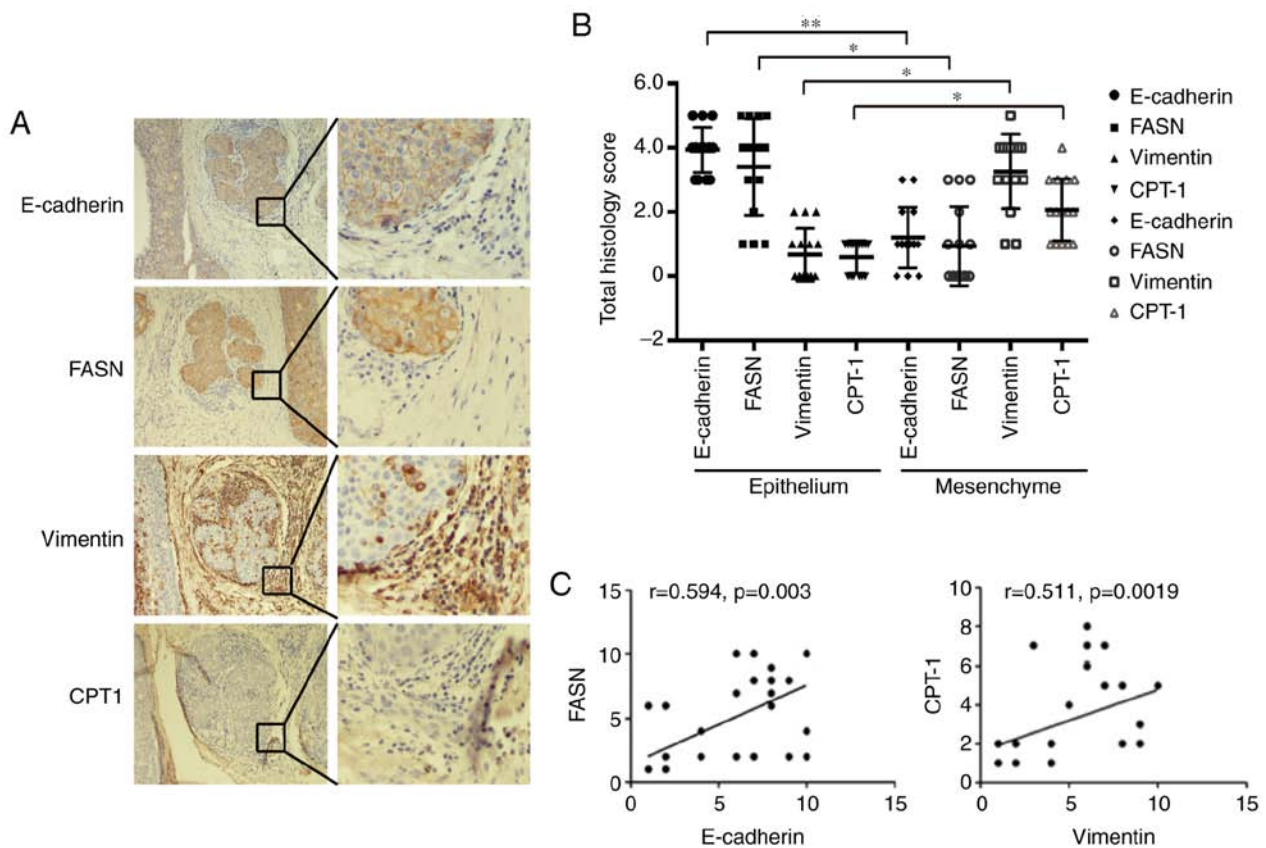 A
E-cadherin
FASN
Vimentin
CPT1
B
**
*
*
*
Total histology score
6.0
4.0
2.0
0
−2
E-cadherin
FASN
Vimentin
CPT-1
E-cadherin
FASN
Vimentin
CPT-1
Epithelium
Mesenchyme
E-cadherin
FASN
Vimentin
CPT-1
E-cadherin
FASN
Vimentin
CPT-1
C
r=0.594, p=0.003
FASN
15
10
5
0
0
5
10
15
E-cadherin
r=0.511, p=0.0019
CPT-1
10
8
6
4
2
0
0
5
10
15
Vimentin